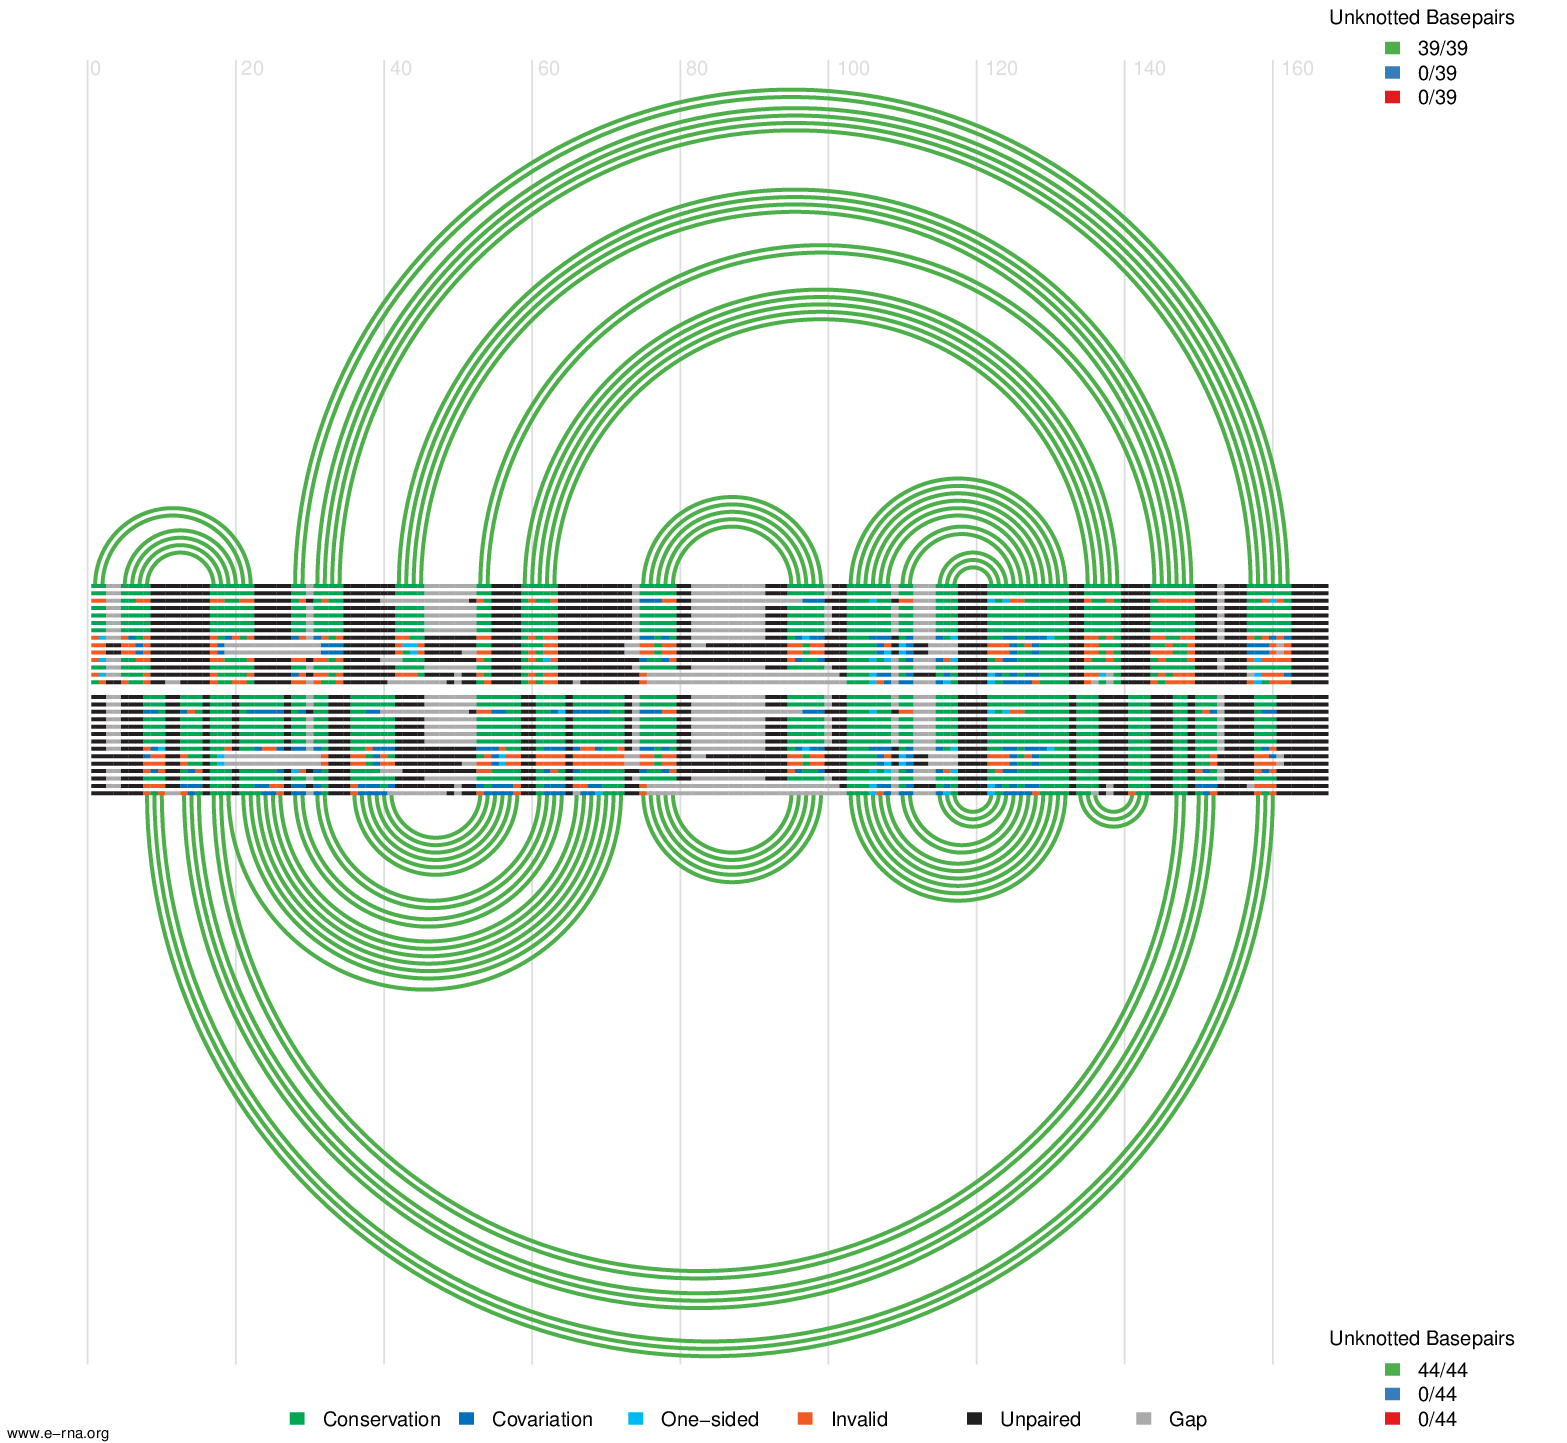 Unknotted Basepairs
39/39
0/39
0/39
0 20 40 60 80 100 120 140 160
Unknotted Basepairs
44/44
0/44
0/44
Conservation Covariation One−sided Invalid Unpaired Gap
www.e−rna.org